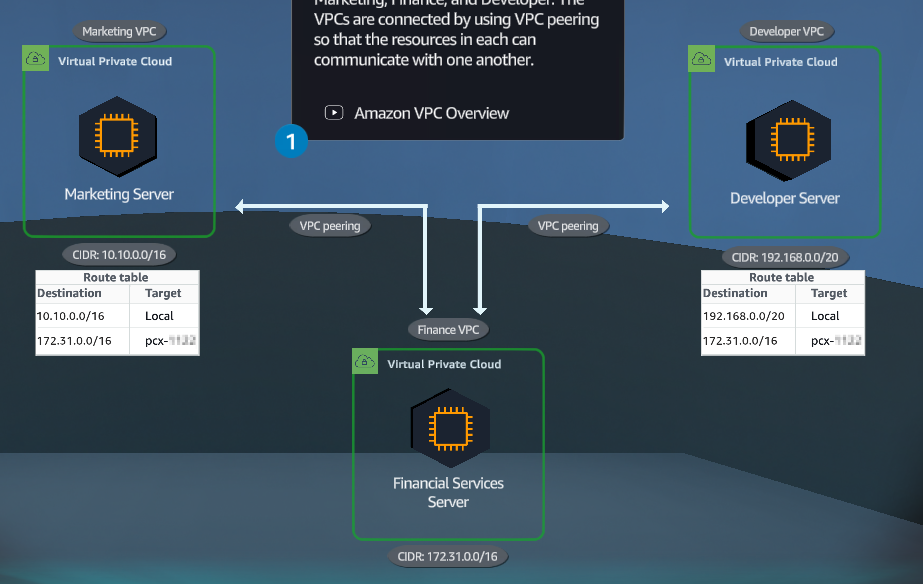 Marketing, Finance, and Developer. The
VPCs are connected by using VPC peering
so that the resources in each can
communicate with one another.
Amazon VPC Overview
1
Marketing VPC
Virtual Private Cloud
Marketing Server
CIDR: 10.10.0.0/16
Route table
Destination Target
10.10.0.0/16 Local
172.31.0.0/16 pcx-
VPC peering
VPC peering
Developer VPC
Virtual Private Cloud
Developer Server
CIDR: 192.168.0.0/20
Route table
Destination Target
192.168.0.0/20 Local
172.31.0.0/16 pcx-
Finance VPC
Virtual Private Cloud
Financial Services
Server
CIDR: 172.31.0.0/16